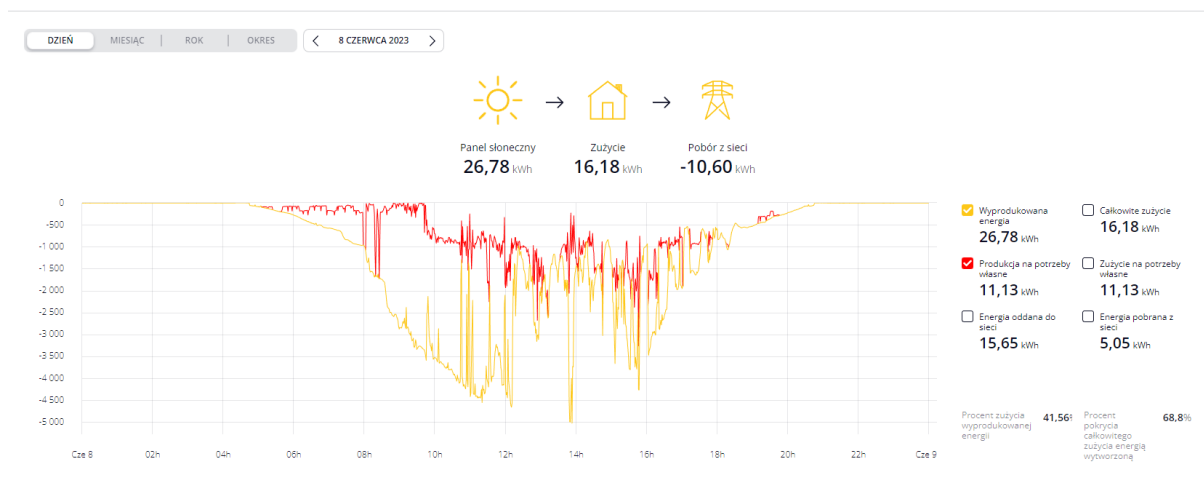 DZIEŃ MIESIĄC | ROK | OKRES < 8 CZERWCA 2023 >
Panel słoneczny Zużycie Pobór z sieci
26,78 kWh 16,18 kWh -10,60 kWh
0
-500
-1 000
-1 500
-2 000
-2 500
-3 000
-3 500
-4 000
-4 500
-5 000
Cze 8 02h 04h 06h 08h 10h 12h 14h 16h 18h 20h 22h Cze 9
Wyprodukowana
energia
26,78 kWh
Całkowite zużycie
16,18 kWh
Produkcja na potrzeby
własne
11,13 kWh
Zużycie na potrzeby
własne
11,13 kWh
Energia oddana do
sieci
15,65 kWh
Energia pobrana z
sieci
5,05 kWh
Procent zużycia
wyprodukowanej
energii
41,56
Procent
pokrycia
całkowitego
zużycia energią
wytworzoną
68,8%